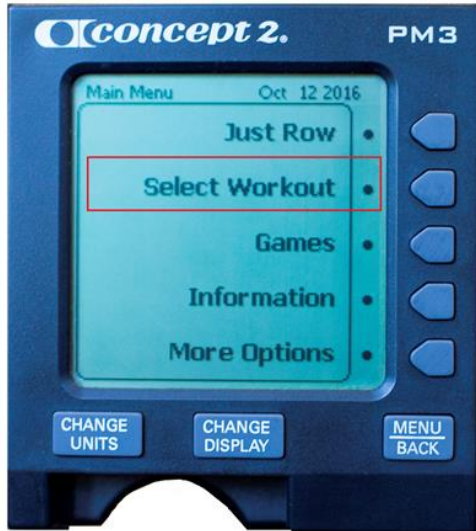 concept 2. PM3
Main Menu Oct 12 2016
Just Row
Select Workout
Games
Information
More Options
CHANGE UNITS
CHANGE DISPLAY
MENU
BACK